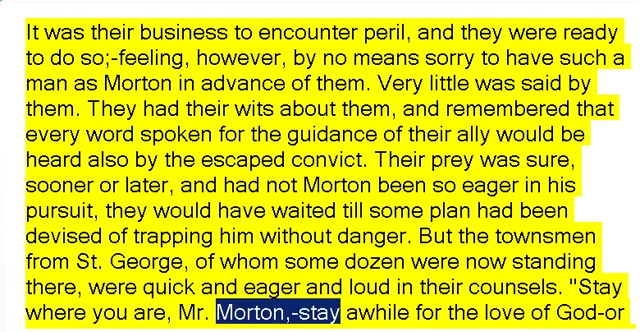 It was their business to encounter peril, and they were ready
to do so;-feeling, however, by no means sorry to have such a
man as Morton in advance of them. Very little was said by
them. They had their wits about them, and remembered that
every word spoken for the guidance of their ally would be
heard also by the escaped convict. Their prey was sure,
sooner or later, and had not Morton been so eager in his
pursuit, they would have waited till some plan had been
devised of trapping him without danger. But the townsmen
from St. George, of whom some dozen were now standing
there, were quick and eager and loud in their counsels. "Stay
where you are, Mr. Morton,-stay awhile for the love of God-or